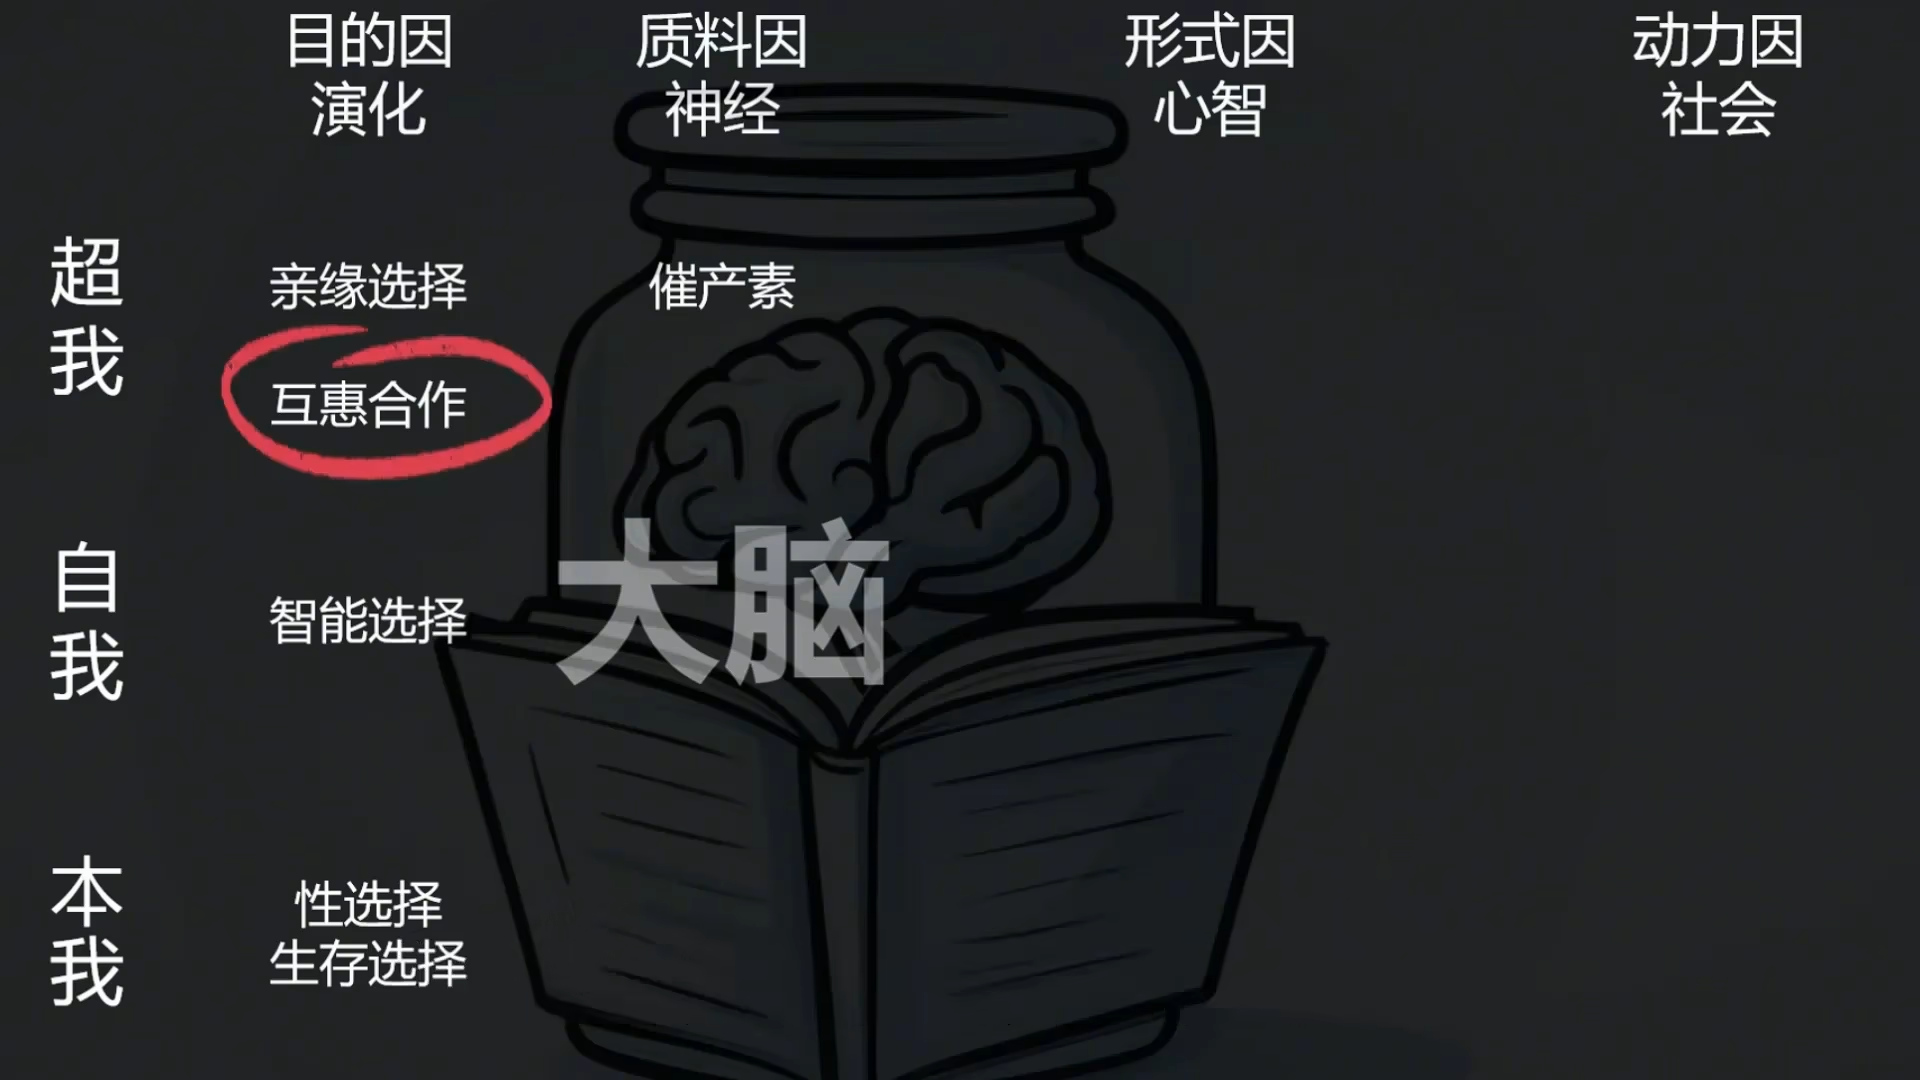 目的因
演化
质料因
神经
形式因
心智
动力因
社会
超我
亲缘选择
催产素
互惠合作
自我
智能选择
大脑
本我
性选择
生存选择